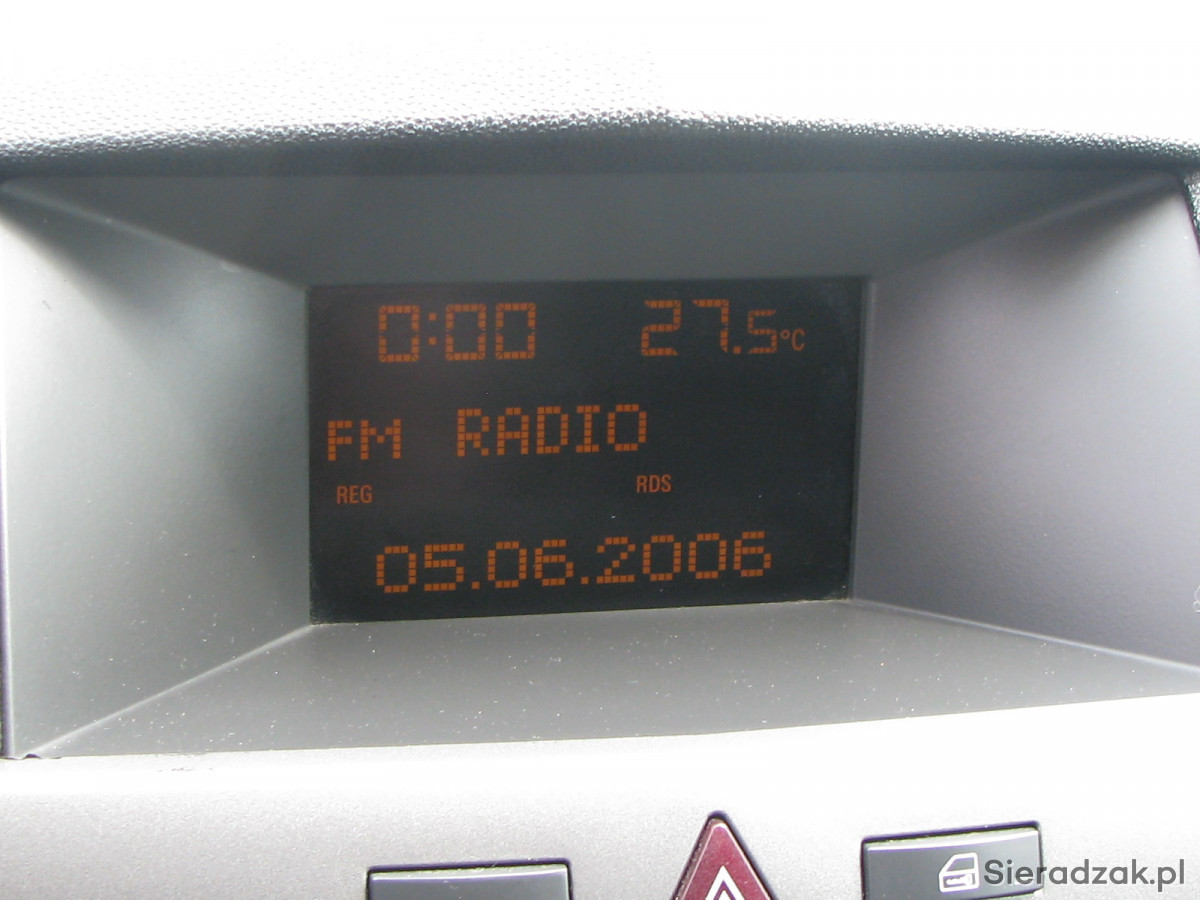 0:00 27.5°C
FM RADIO
REG RDS
05.06.2006
Sieradzak.pl